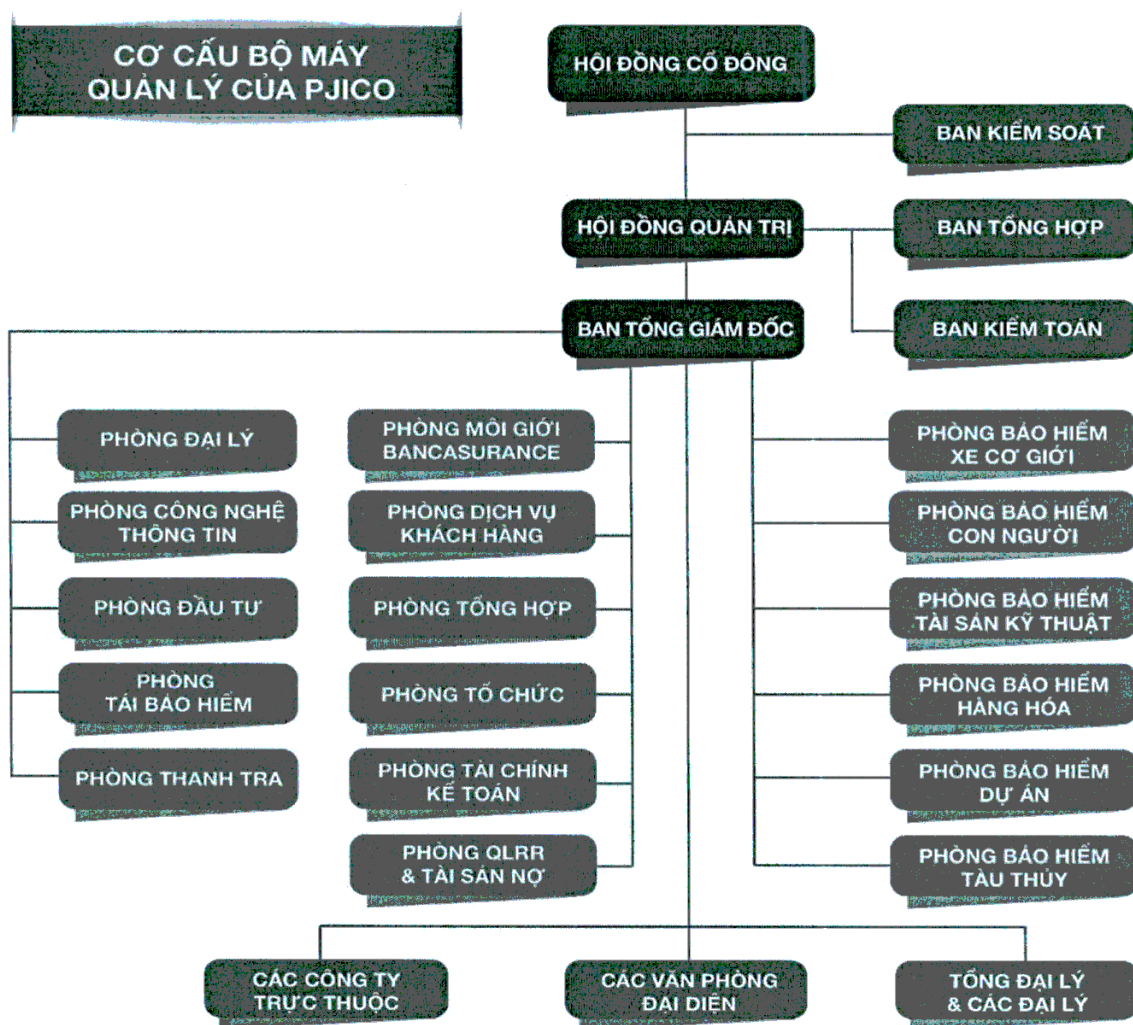 CƠ CẤU BỘ MÁY
QUẢN LÝ CỦA PJICO
HỘI ĐỒNG CỔ ĐÔNG
BAN KIỂM SOÁT
HỘI ĐỒNG QUẢN TRỊ
BAN TỔNG HỢP
BAN TỔNG GIÁM ĐỐC
BAN KIỂM TOÁN
PHÒNG ĐẠI LÝ
PHÒNG CÔNG NGHỆ
THÔNG TIN
PHÒNG ĐẦU TƯ
PHÒNG
TÁI BẢO HIỂM
PHÒNG THANH TRA
PHÒNG MÔI GIỚI
BANCASURANCE
PHÒNG DỊCH VỤ
KHÁCH HÀNG
PHÒNG TỔNG HỢP
PHÒNG TỔ CHỨC
PHÒNG TÀI CHÍNH
KẾ TOÁN
PHÒNG QLRR
& TÀI SẢN NỢ
PHÒNG BẢO HIỂM
XE CƠ GIỚI
PHÒNG BẢO HIỂM
CON NGƯỜI
PHÒNG BẢO HIỂM
TÀI SẢN KỸ THUẬT
PHÒNG BẢO HIỂM
HÀNG HÓA
PHÒNG BẢO HIỂM
DỰ ÁN
PHÒNG BẢO HIỂM
TÀU THỦY
CÁC CÔNG TY
TRỰC THUỘC
CÁC VĂN PHÒNG
ĐẠI DIỆN
TỔNG ĐẠI LÝ
& CÁC ĐẠI LÝ